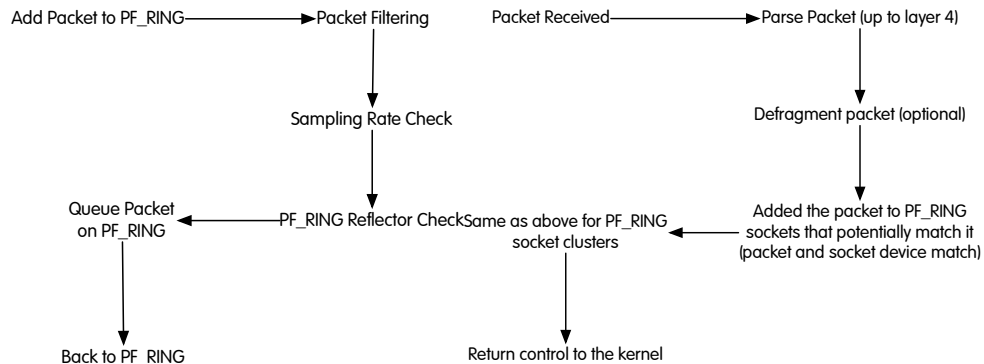 Add Packet to PF_RING
Packet Filtering
Packet Received
Parse Packet (up to layer 4)
Sampling Rate Check
Defragment packet (optional)
Queue Packet
on PF_RING
PF_RING Reflector Check
Same as above for PF_RING
socket clusters
Added the packet to PF_RING
sockets that potentially match it
(packet and socket device match)
Back to PF_RING
Return control to the kernel